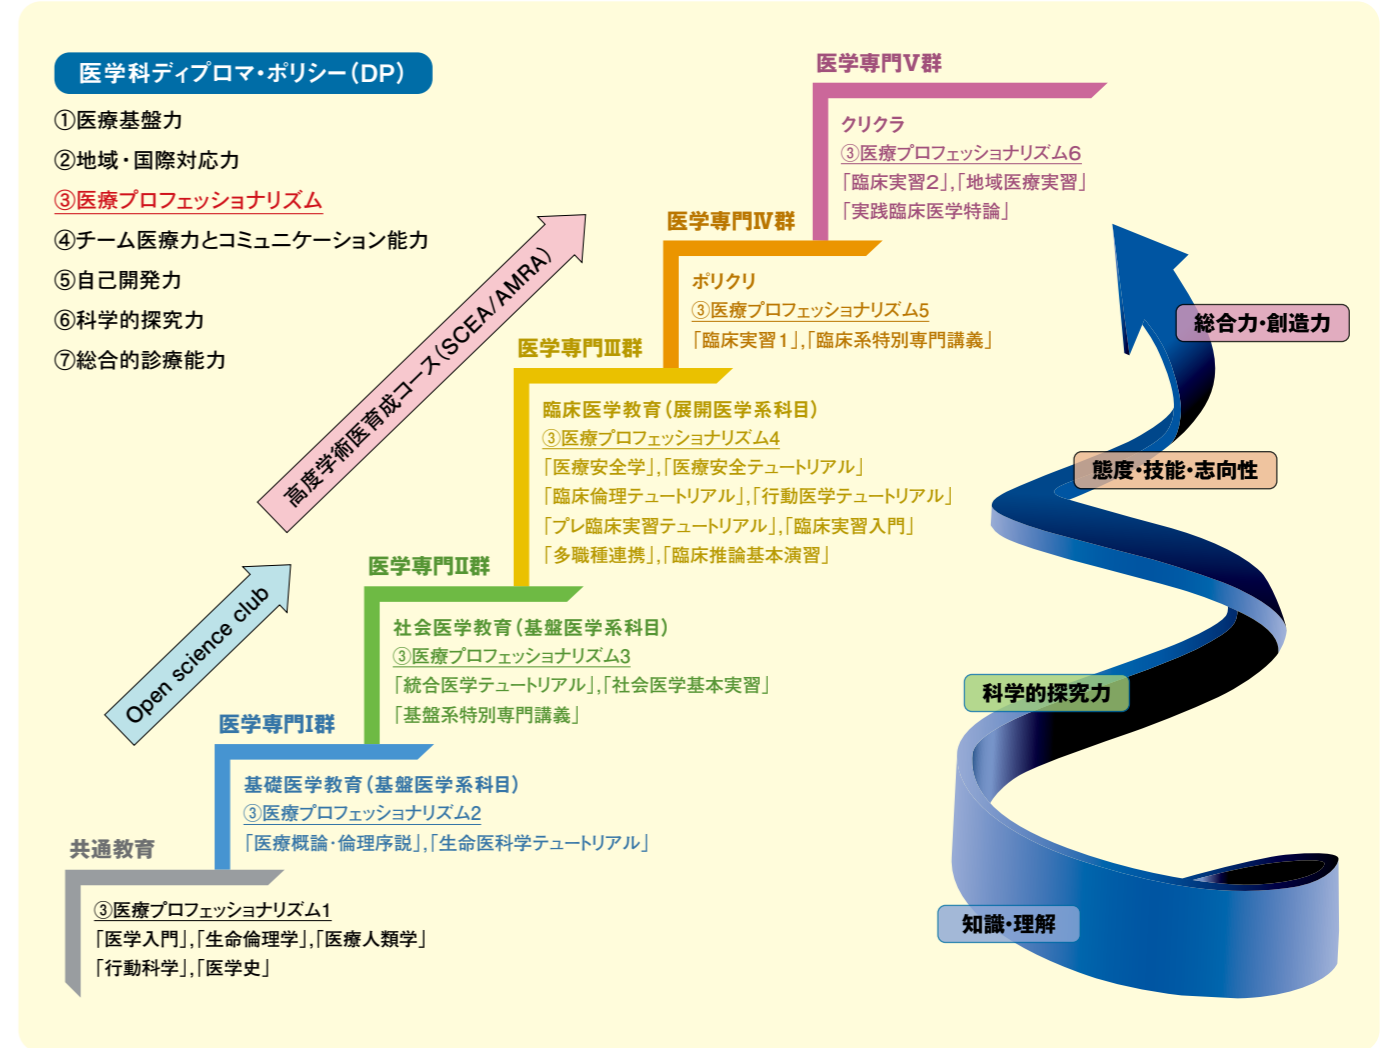 医学科ディプロマ・ポリシー（DP）
①医療基盤力
②地域・国際対応力
③医療プロフェッショナリズム
④チーム医療力とコミュニケーション能力
⑤自己開発力
⑥科学的探究力
⑦総合的診療能力
高度学術医育成コース（SCEA/AMRA）
Open science club
医学専門Ⅴ群
クリクラ
③医療プロフェッショナリズム6
「臨床実習2」,「地域医療実習」
「実践臨床医学特論」
医学専門Ⅳ群
ポリクリ
③医療プロフェッショナリズム5
「臨床実習1」,「臨床系特別専門講義」
医学専門Ⅲ群
臨床医学教育（展開医学系科目）
③医療プロフェッショナリズム4
「医療安全学」,「医療安全テュートリアル」
「臨床倫理テュートリアル」,「行動医学テュートリアル」
「プレ臨床実習テュートリアル」,「臨床実習入門」
「多職種連携」,「臨床推論基本演習」
医学専門Ⅱ群
社会医学教育（基盤医学系科目）
③医療プロフェッショナリズム3
「統合医学テュートリアル」,「社会医学基本実習」
「基盤系特別専門講義」
医学専門Ⅰ群
基礎医学教育（基盤医学系科目）
③医療プロフェッショナリズム2
「医療概論・倫理序説」,「生命医科学テュートリアル」
共通教育
③医療プロフェッショナリズム1
「医学入門」,「生命倫理学」,「医療人類学」
「行動科学」,「医学史」
総合力・創造力
態度・技能・志向性
科学的探究力
知識・理解